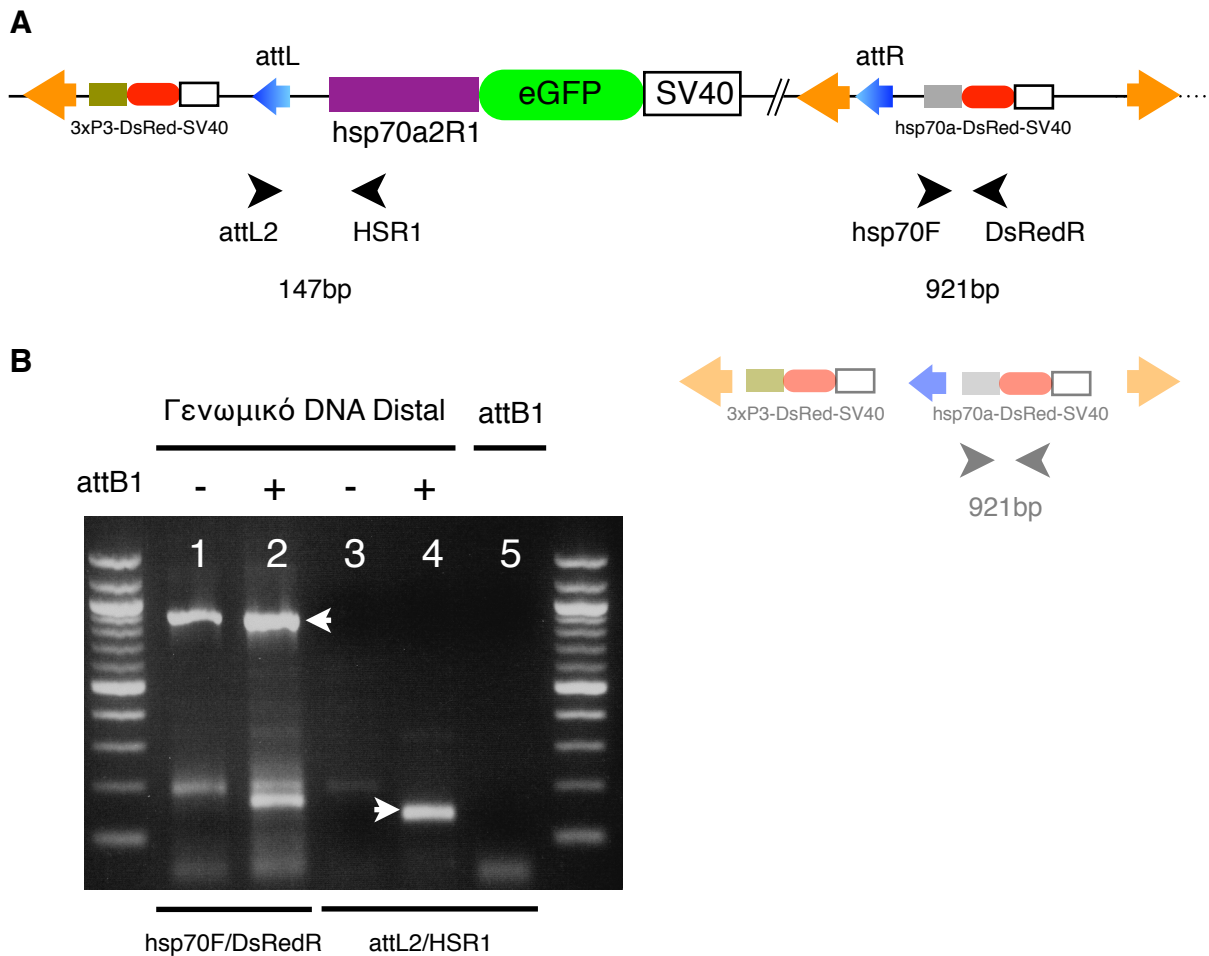 A
attL
attR
eGFP
SV40
3xP3-DsRed-SV40
hsp70a2R1
hsp70a-DsRed-SV40
attL2
HSR1
hsp70F
DsRedR
147bp
921bp
B
Γενωμικό DNA Distal
attB1
3xP3-DsRed-SV40
hsp70a-DsRed-SV40
attB1
-
+
-
+
921bp
1
2
3
4
5
hsp70F/DsRedR
attL2/HSR1